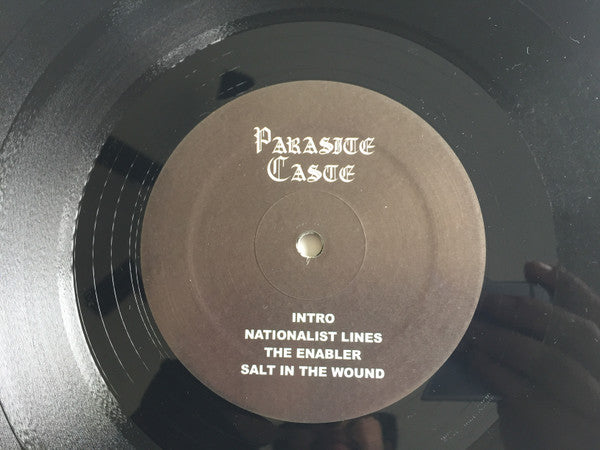 PARASITE
CASTE
INTRO
NATIONALIST LINES
THE ENABLER
SALT IN THE WOUND